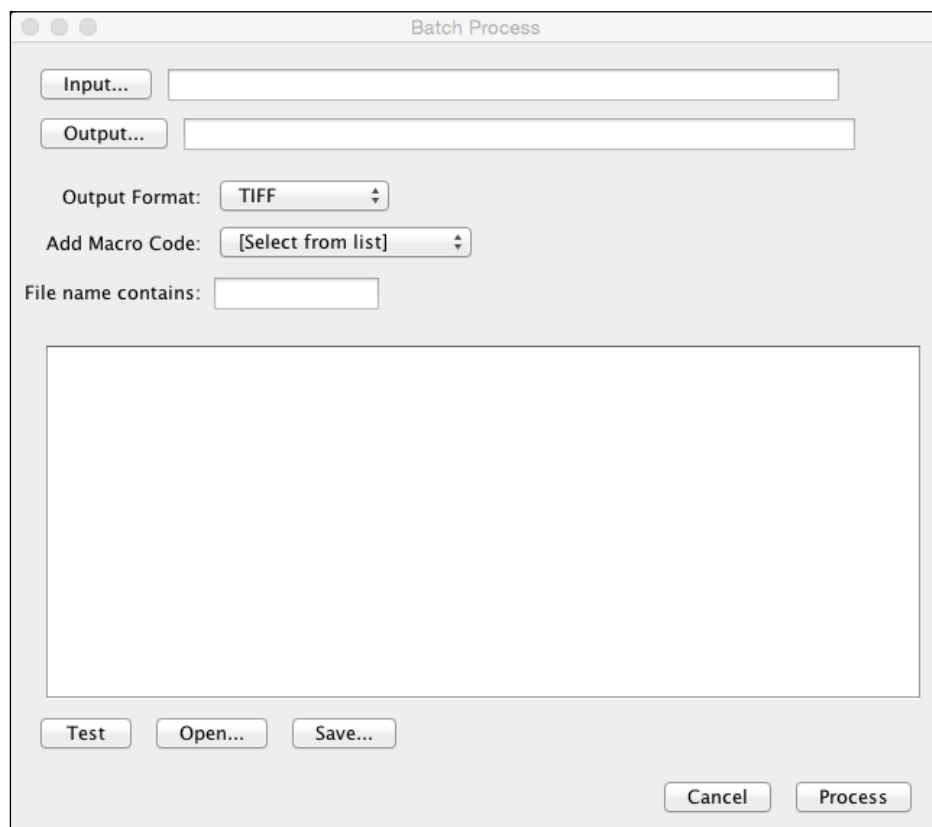 Batch Process
Input...
Output...
Output Format: TIFF
Add Macro Code: [Select from list]
File name contains:
Test Open... Save...
Cancel Process